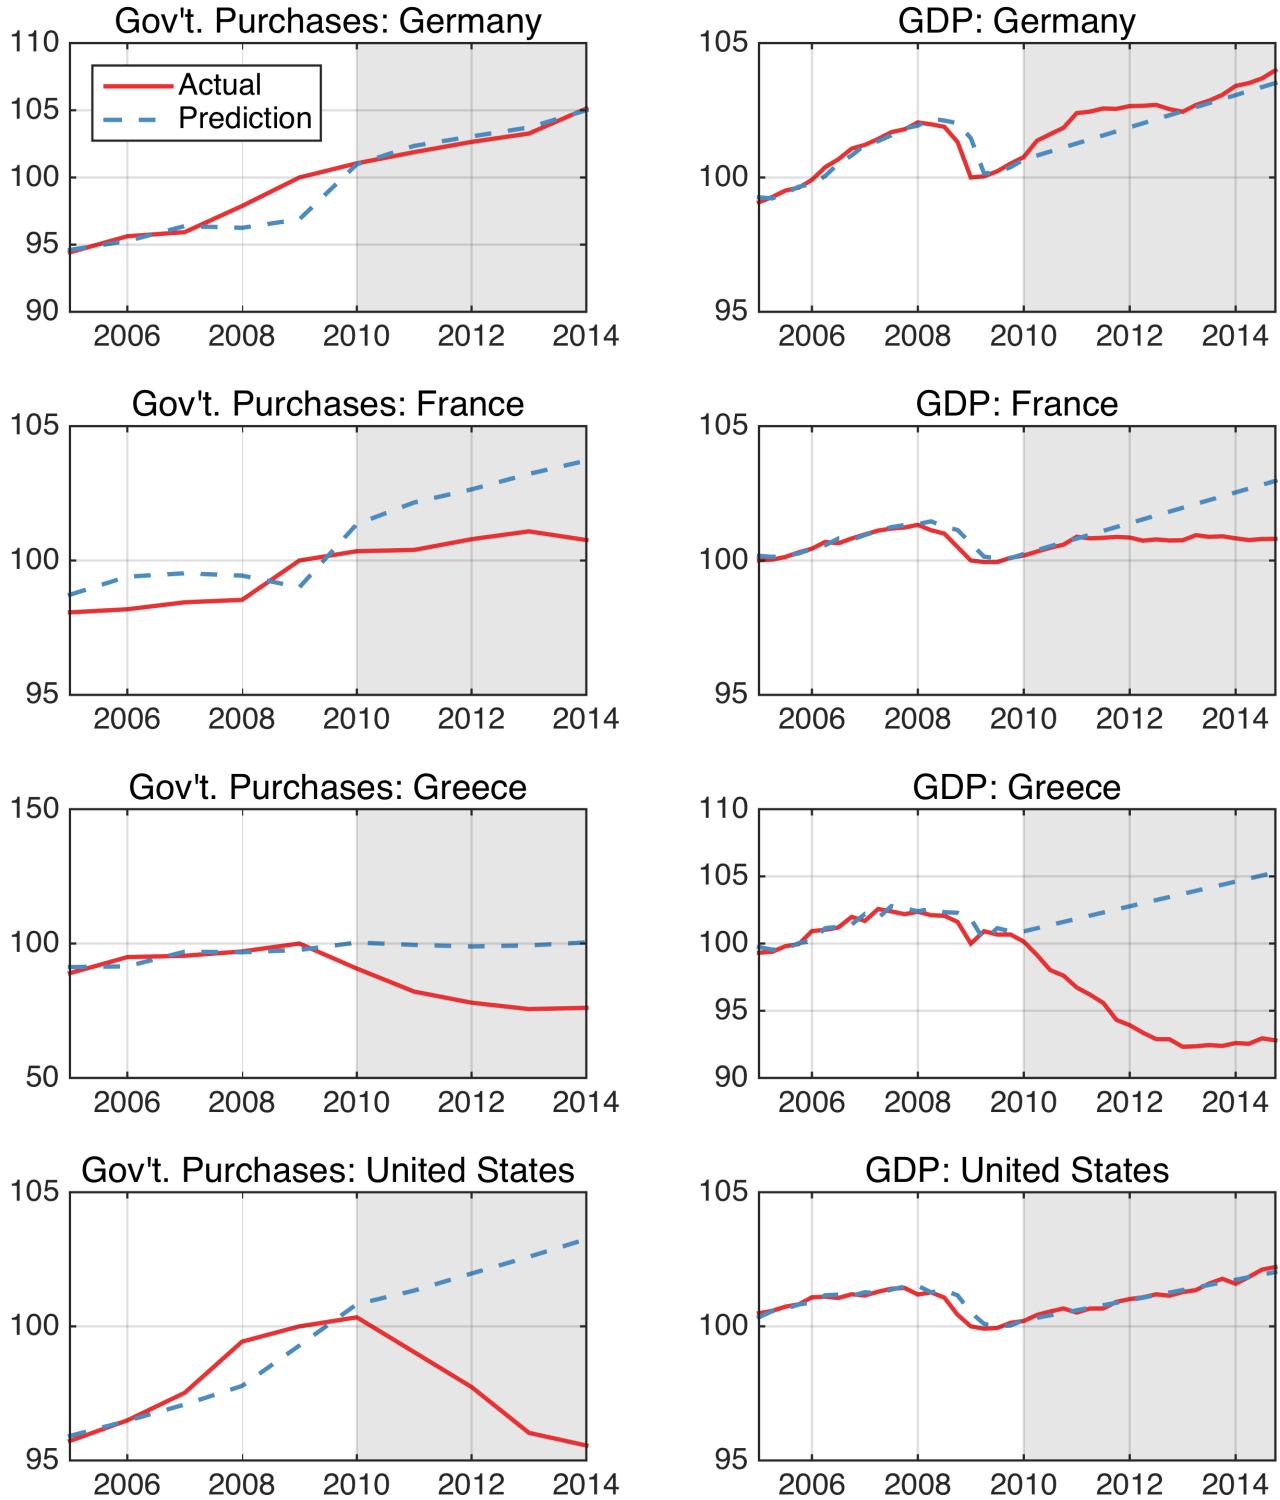 Gov't. Purchases: Germany
110
105
100
95
90
Actual
Prediction
2006 2008 2010 2012 2014
GDP: Germany
105
100
95
2006 2008 2010 2012 2014
Gov't. Purchases: France
105
100
95
2006 2008 2010 2012 2014
GDP: France
105
100
95
2006 2008 2010 2012 2014
Gov't. Purchases: Greece
150
100
50
2006 2008 2010 2012 2014
GDP: Greece
110
105
100
95
90
2006 2008 2010 2012 2014
Gov't. Purchases: United States
105
100
95
2006 2008 2010 2012 2014
GDP: United States
105
100
95
2006 2008 2010 2012 2014